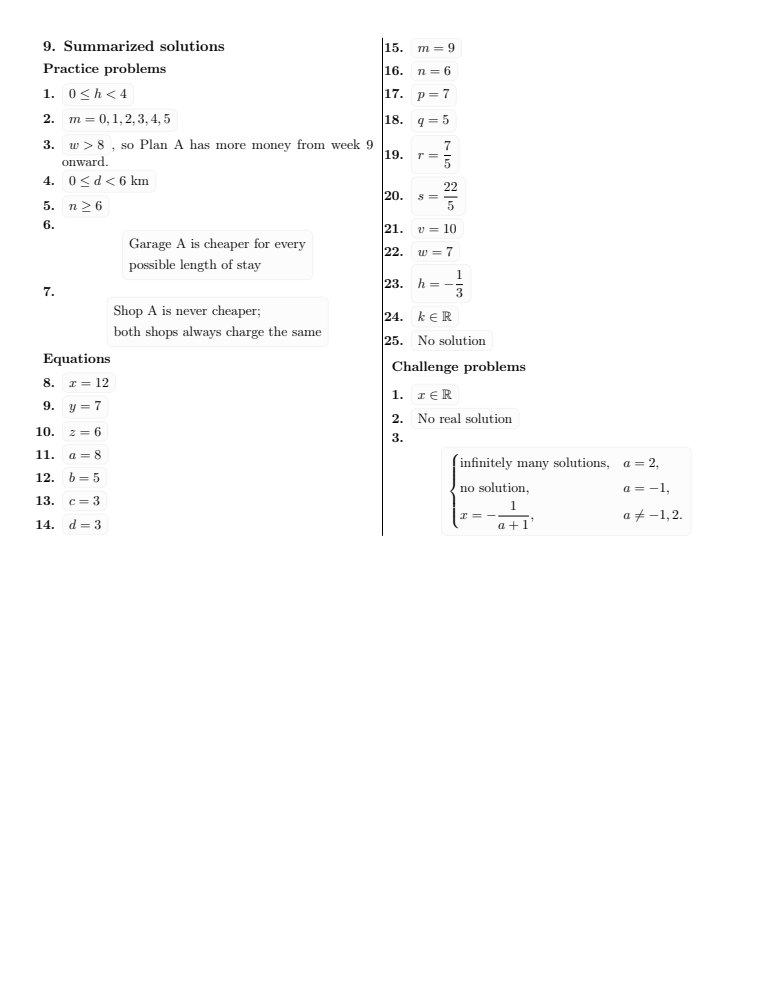 9. Summarized solutions
Practice problems
1. 0 ≤ h < 4
2. m = 0, 1, 2, 3, 4, 5
3. w > 8 , so Plan A has more money from week 9
onward.
4. 0 ≤ d < 6 km
5. n ≥ 6
6.
Garage A is cheaper for every
possible length of stay
7.
Shop A is never cheaper;
both shops always charge the same
Equations
8. x = 12
9. y = 7
10. z = 6
11. a = 8
12. b = 5
13. c = 3
14. d = 3
15. m = 9
16. n = 6
17. p = 7
18. q = 5
19. r = 7/5
20. s = 22/5
21. v = 10
22. w = 7
23. h = −1/3
24. k ∈ ℝ
25. No solution
Challenge problems
1. x ∈ ℝ
2. No real solution
3.
infinitely many solutions, a = 2,
no solution, a = −1,
x = −1/(a + 1), a ≠ −1, 2.